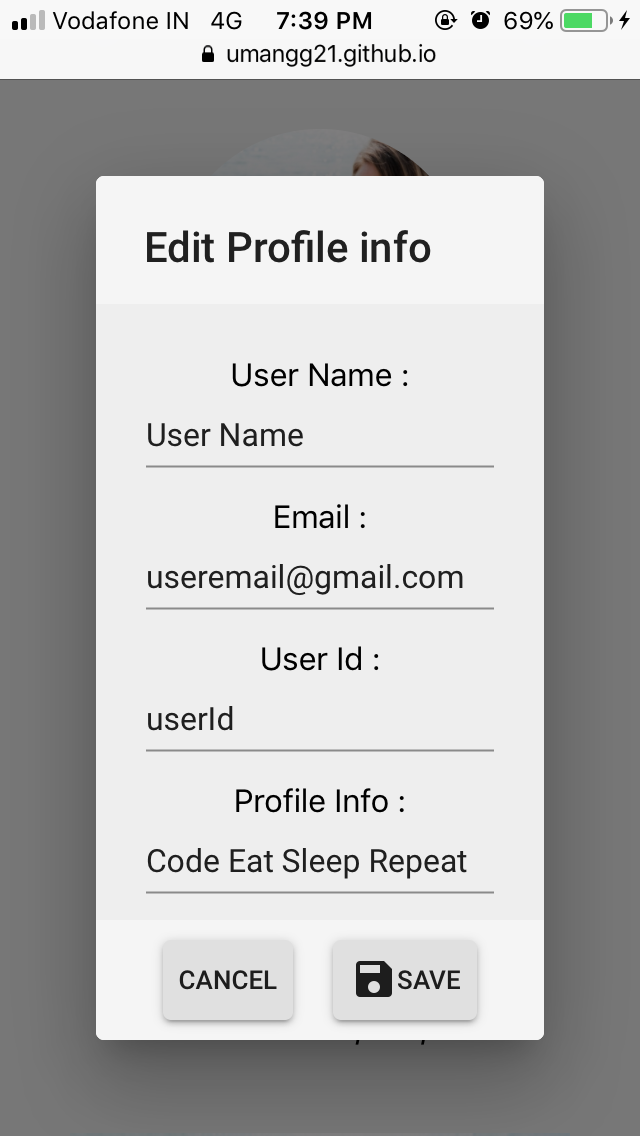 Vodafone IN 4G 7:39 PM 69%
umangg21.github.io
Edit Profile info
User Name :
User Name
Email :
useremail@gmail.com
User Id :
userId
Profile Info :
Code Eat Sleep Repeat
CANCEL SAVE